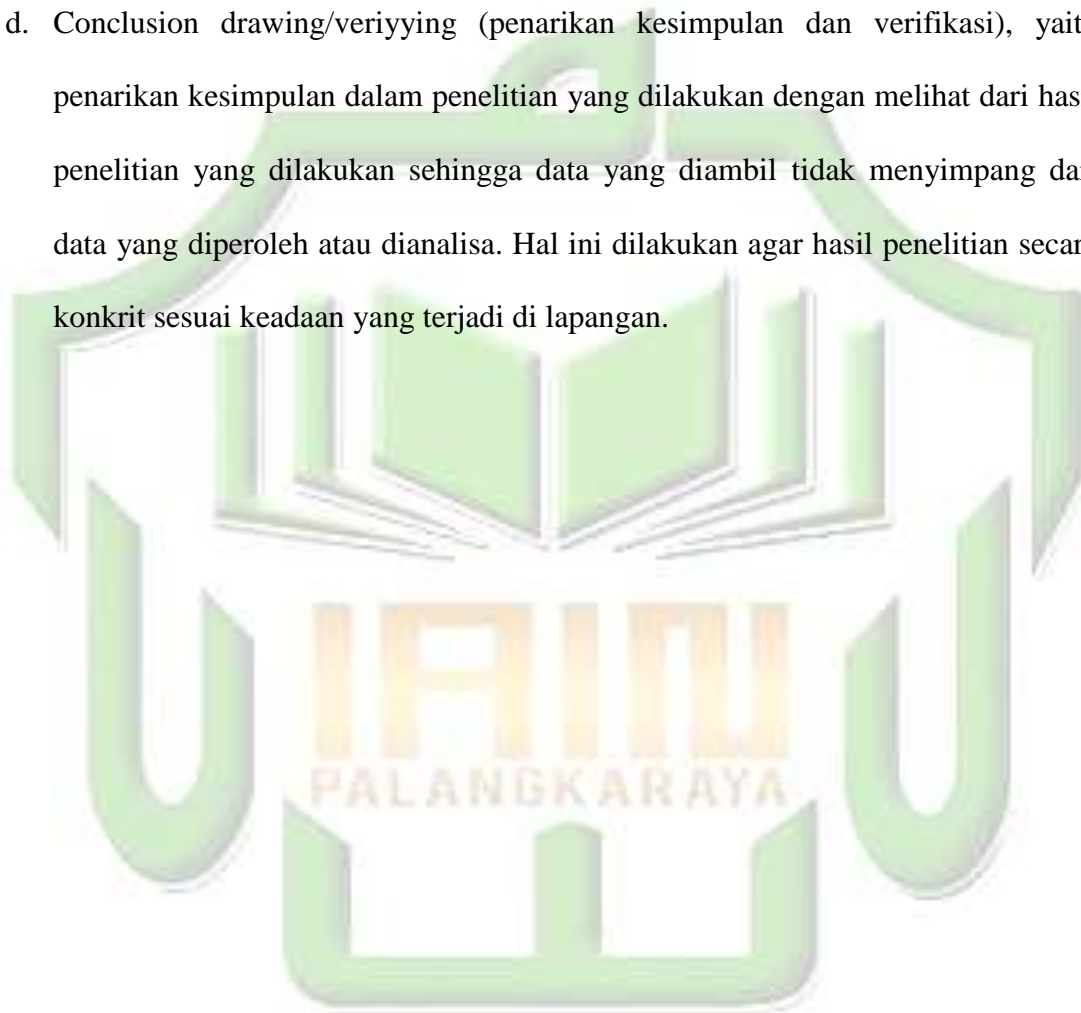 d. Conclusion drawing/veriyying (penarikan kesimpulan dan verifikasi), yait
penarikan kesimpulan dalam penelitian yang dilakukan dengan melihat dari has
penelitian yang dilakukan sehingga data yang diambil tidak menyimpang dar
data yang diperoleh atau dianalisa. Hal ini dilakukan agar hasil penelitian secar
konkrit sesuai keadaan yang terjadi di lapangan.
IAIN
PALANGKARAYA